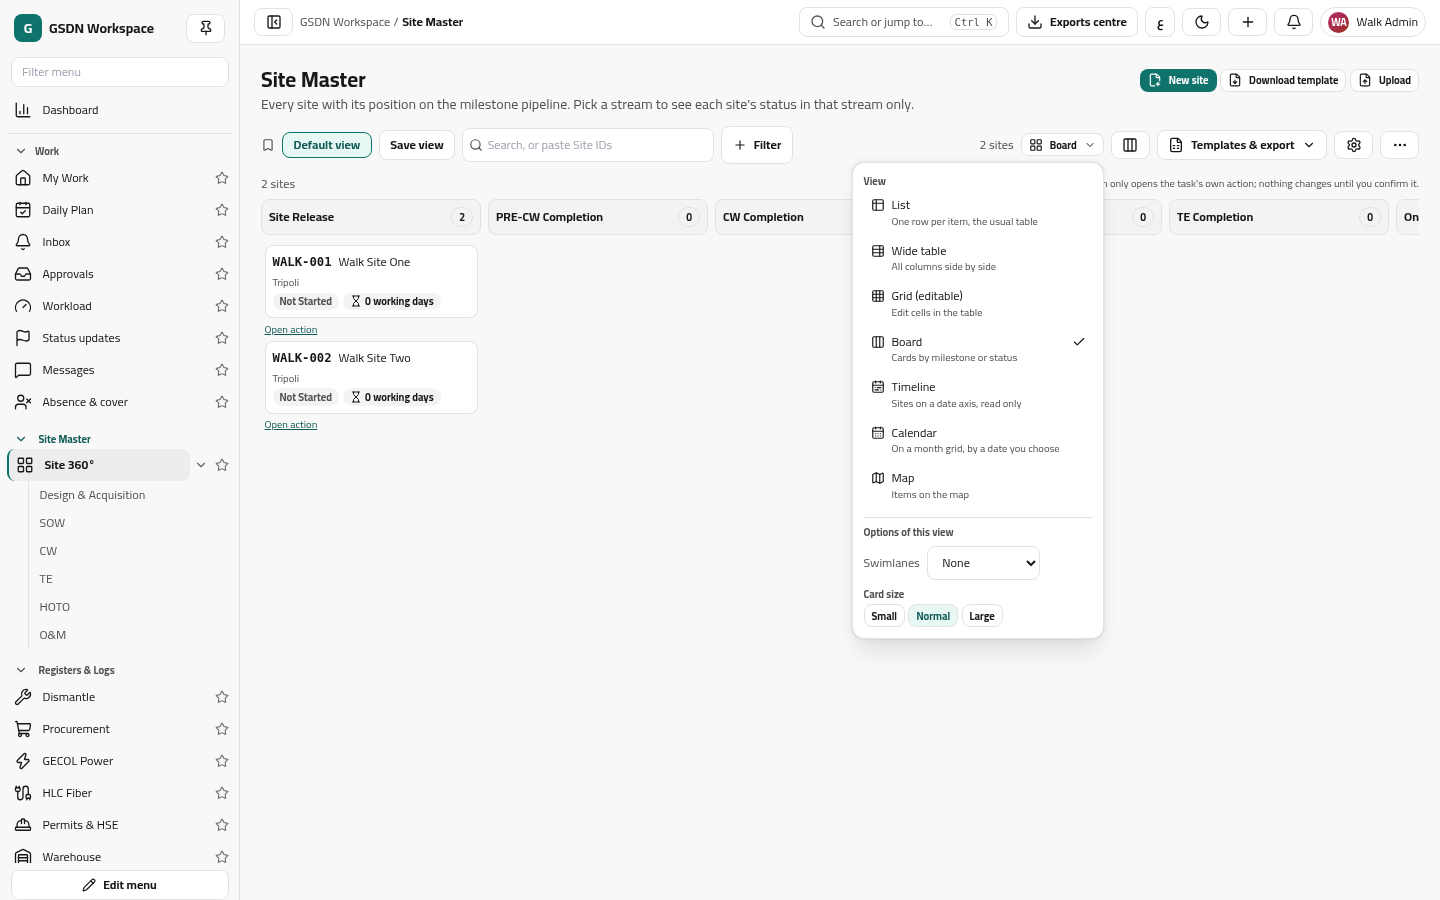 G GSDN Workspace
Filter menu
Dashboard
Work
My Work
Daily Plan
Inbox
Approvals
Workload
Status updates
Messages
Absence & cover
Site Master
Site 360°
Design & Acquisition
SOW
CW
TE
HOTO
O&M
Registers & Logs
Dismantle
Procurement
GECOL Power
HLC Fiber
Permits & HSE
Warehouse
Edit menu
GSDN Workspace / Site Master
Search or jump to... Ctrl K
Exports centre
ع
WA Walk Admin
Site Master
Every site with its position on the milestone pipeline. Pick a stream to see each site's status in that stream only.
New site
Download template
Upload
Default view
Save view
Search, or paste Site IDs
Filter
2 sites
Board
Templates & export
2 sites
only opens the task's own action; nothing changes until you confirm it.
Site Release 2
PRE-CW Completion 0
CW Completion
0
TE Completion 0
On
WALK-001 Walk Site One
Tripoli
Not Started 0 working days
Open action
WALK-002 Walk Site Two
Tripoli
Not Started 0 working days
Open action
View
List
One row per item, the usual table
Wide table
All columns side by side
Grid (editable)
Edit cells in the table
Board
Cards by milestone or status
Timeline
Sites on a date axis, read only
Calendar
On a month grid, by a date you choose
Map
Items on the map
Options of this view
Swimlanes None
Card size
Small Normal Large